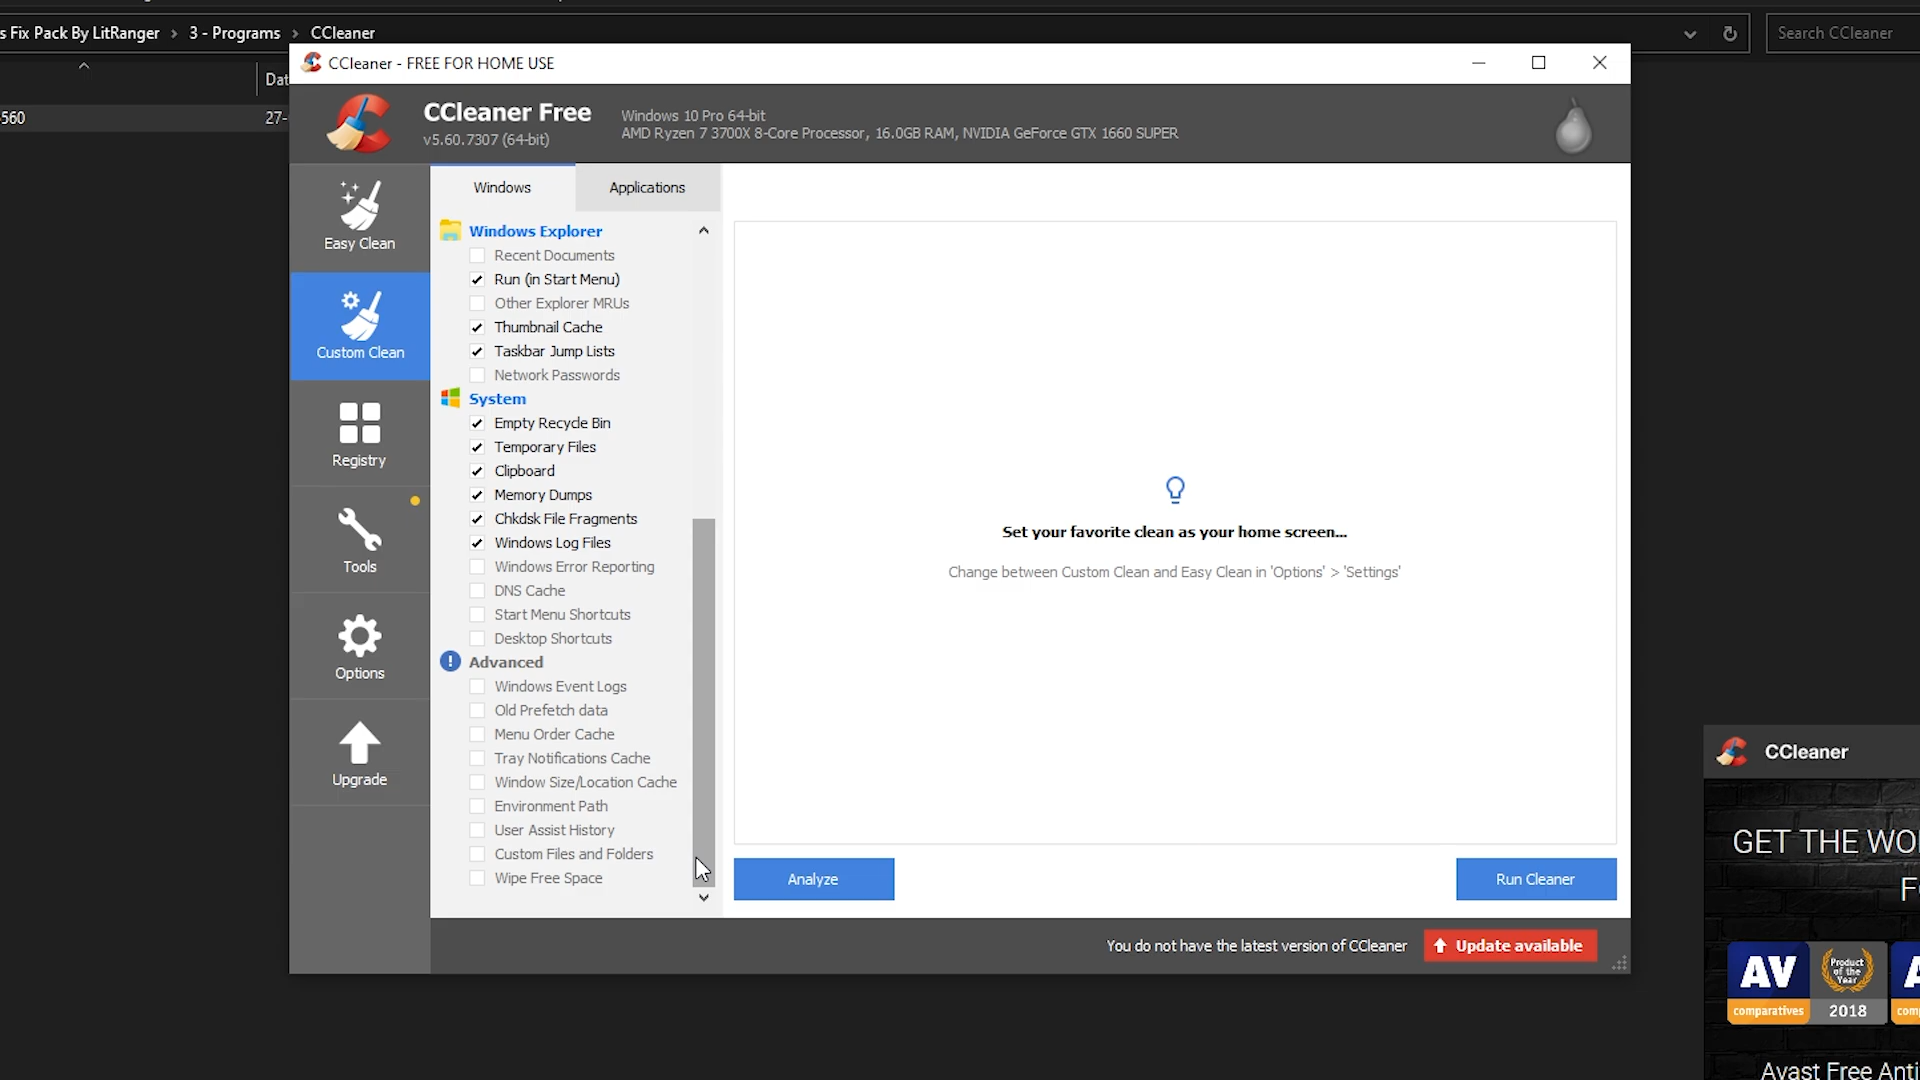 s Fix Pack By LitRanger > 3 - Programs > CCleaner
Search CCleaner
Dat
560
27-
CCleaner - FREE FOR HOME USE
CCleaner Free
v5.60.7307 (64-bit)
Windows 10 Pro 64-bit
AMD Ryzen 7 3700X 8-Core Processor, 16.0GB RAM, NVIDIA GeForce GTX 1660 SUPER
Easy Clean
Custom Clean
Registry
Tools
Options
Upgrade
Windows
Applications
Windows Explorer
Recent Documents
Run (in Start Menu)
Other Explorer MRUs
Thumbnail Cache
Taskbar Jump Lists
Network Passwords
System
Empty Recycle Bin
Temporary Files
Clipboard
Memory Dumps
Chkdsk File Fragments
Windows Log Files
Windows Error Reporting
DNS Cache
Start Menu Shortcuts
Desktop Shortcuts
Advanced
Windows Event Logs
Old Prefetch data
Menu Order Cache
Tray Notifications Cache
Window Size/Location Cache
Environment Path
User Assist History
Custom Files and Folders
Wipe Free Space
Set your favorite clean as your home screen...
Change between Custom Clean and Easy Clean in 'Options' > 'Settings'
Analyze
Run Cleaner
You do not have the latest version of CCleaner
Update available
CCleaner
GET THE WO
F
AV
comparatives
Product
of the
Year
2018
A
com
Avast Free Anti